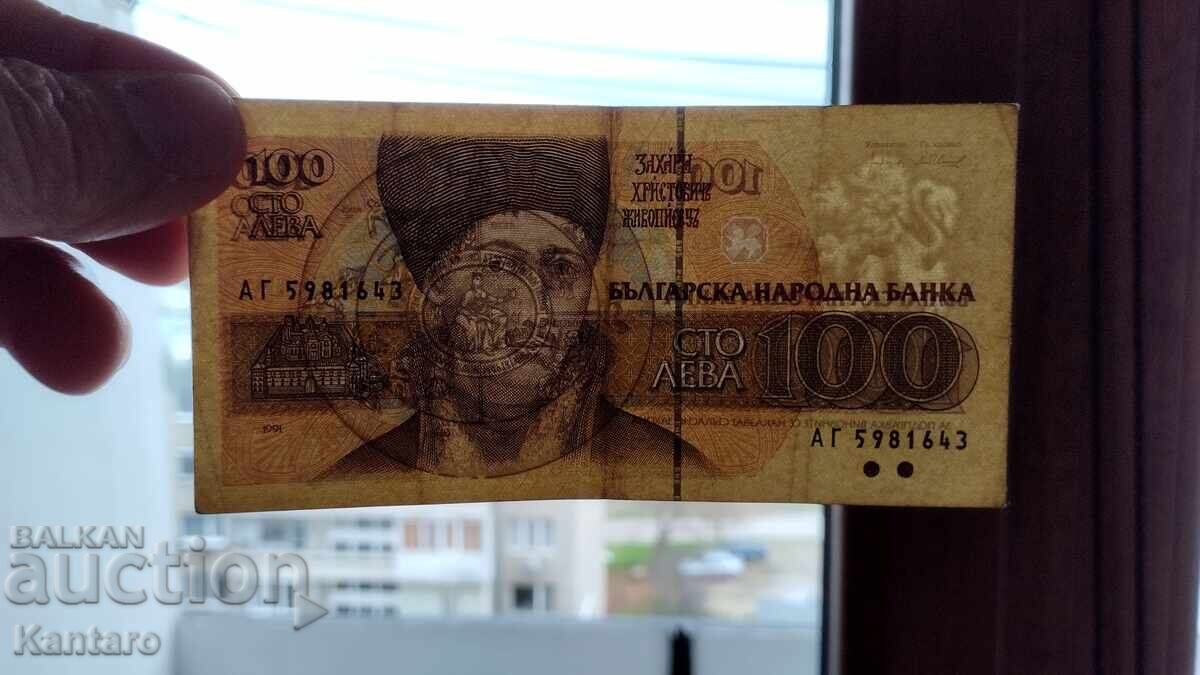 100
СТО
ЛЕВА
ЗАХАРИ
ХРИСТОВИЧЪ
ЖИВОПИСЕЦЪ
100
АГ 5981643
БЪЛГАРСКА НАРОДНА БАНКА
СТО
ЛЕВА
100
1991
АГ 5981643
BALKAN
auction
Kantaro